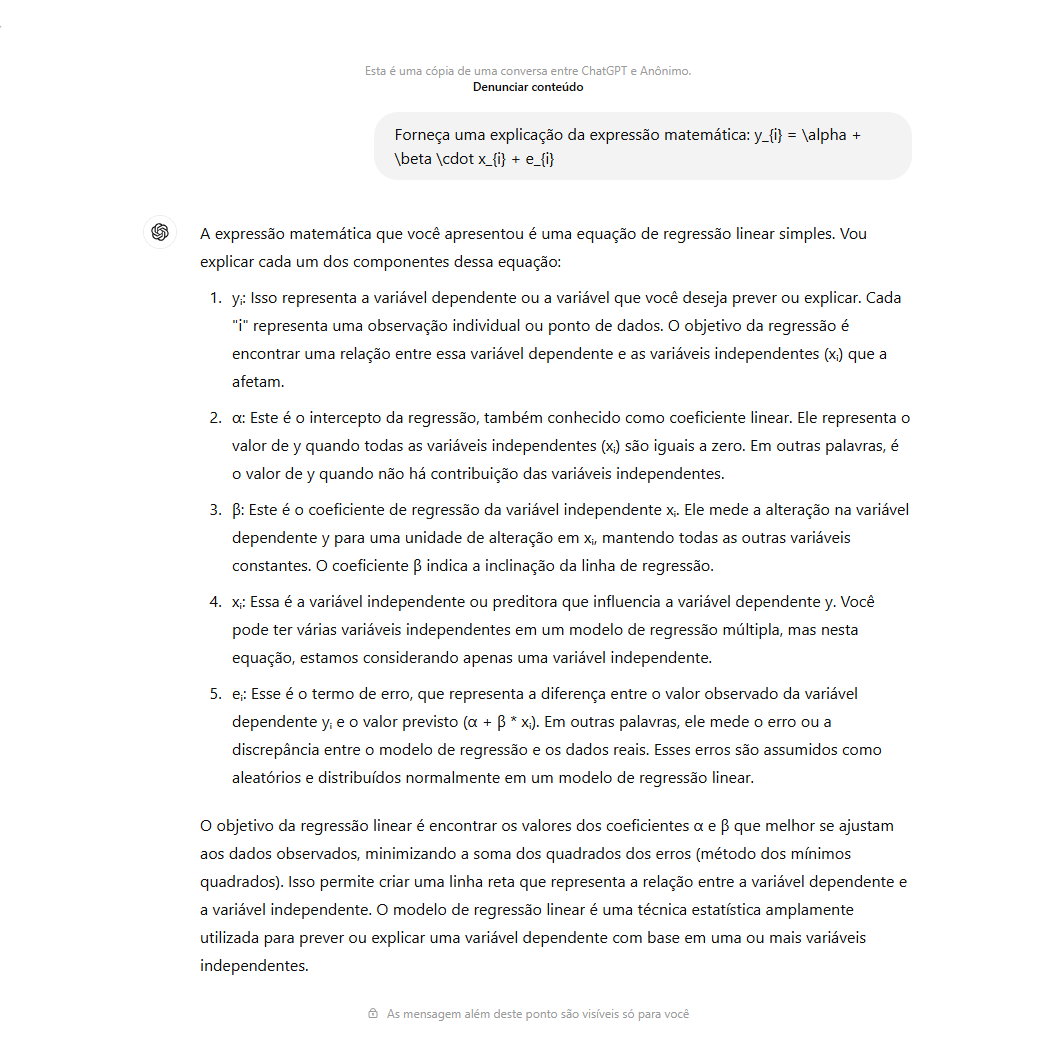 Esta é uma cópia de uma conversa entre ChatGPT e Anônimo.
Denunciar conteúdo
Forneça uma explicação da expressão matemática: y_{i} = \alpha +
\beta \cdot x_{i} + e_{i}
A expressão matemática que você apresentou é uma equação de regressão linear simples. Vou
explicar cada um dos componentes dessa equação:
1. yᵢ: Isso representa a variável dependente ou a variável que você deseja prever ou explicar. Cada
"i" representa uma observação individual ou ponto de dados. O objetivo da regressão é
encontrar uma relação entre essa variável dependente e as variáveis independentes (xᵢ) que a
afetam.
2. α: Este é o intercepto da regressão, também conhecido como coeficiente linear. Ele representa o
valor de y quando todas as variáveis independentes (xᵢ) são iguais a zero. Em outras palavras, é
o valor de y quando não há contribuição das variáveis independentes.
3. β: Este é o coeficiente de regressão da variável independente xᵢ. Ele mede a alteração na variável
dependente y para uma unidade de alteração em xᵢ, mantendo todas as outras variáveis
constantes. O coeficiente β indica a inclinação da linha de regressão.
4. xᵢ: Essa é a variável independente ou preditora que influencia a variável dependente y. Você
pode ter várias variáveis independentes em um modelo de regressão múltipla, mas nesta
equação, estamos considerando apenas uma variável independente.
5. eᵢ: Esse é o termo de erro, que representa a diferença entre o valor observado da variável
dependente yᵢ e o valor previsto (α + β * xᵢ). Em outras palavras, ele mede o erro ou a
discrepância entre o modelo de regressão e os dados reais. Esses erros são assumidos como
aleatórios e distribuídos normalmente em um modelo de regressão linear.
O objetivo da regressão linear é encontrar os valores dos coeficientes α e β que melhor se ajustam
aos dados observados, minimizando a soma dos quadrados dos erros (método dos mínimos
quadrados). Isso permite criar uma linha reta que representa a relação entre a variável dependente e
a variável independente. O modelo de regressão linear é uma técnica estatística amplamente
utilizada para prever ou explicar uma variável dependente com base em uma ou mais variáveis
independentes.
As mensagem além deste ponto são visíveis só para você